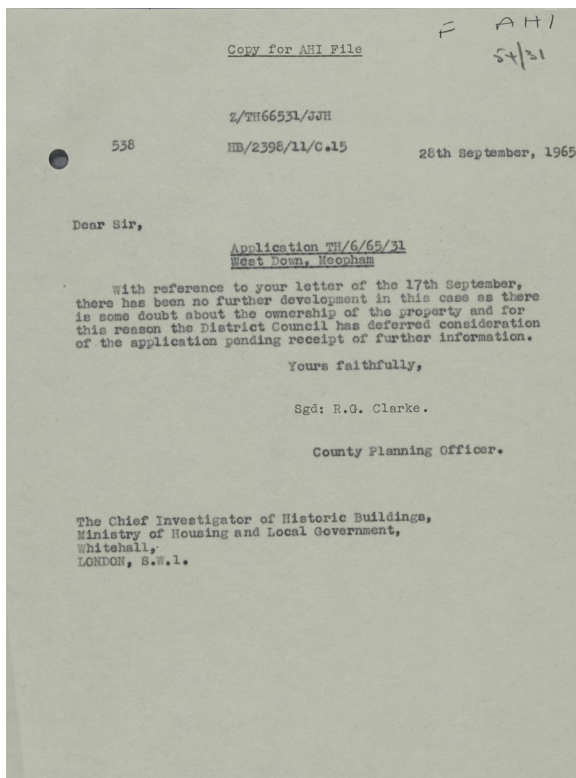 F AHI
54/31
Copy for AHI File
Z/TH66531/JJH
538 HB/2398/11/C.15 28th September, 1965
Dear Sir,
Application TH/6/65/31
West Down, Meopham
With reference to your letter of the 17th September,
there has been no further development in this case as there
is some doubt about the ownership of the property and for
this reason the District Council has deferred consideration
of the application pending receipt of further information.
Yours faithfully,
Sgd: R.G. Clarke.
County Planning Officer.
The Chief Investigator of Historic Buildings,
Ministry of Housing and Local Government,
Whitehall,
LONDON, S.W.1.